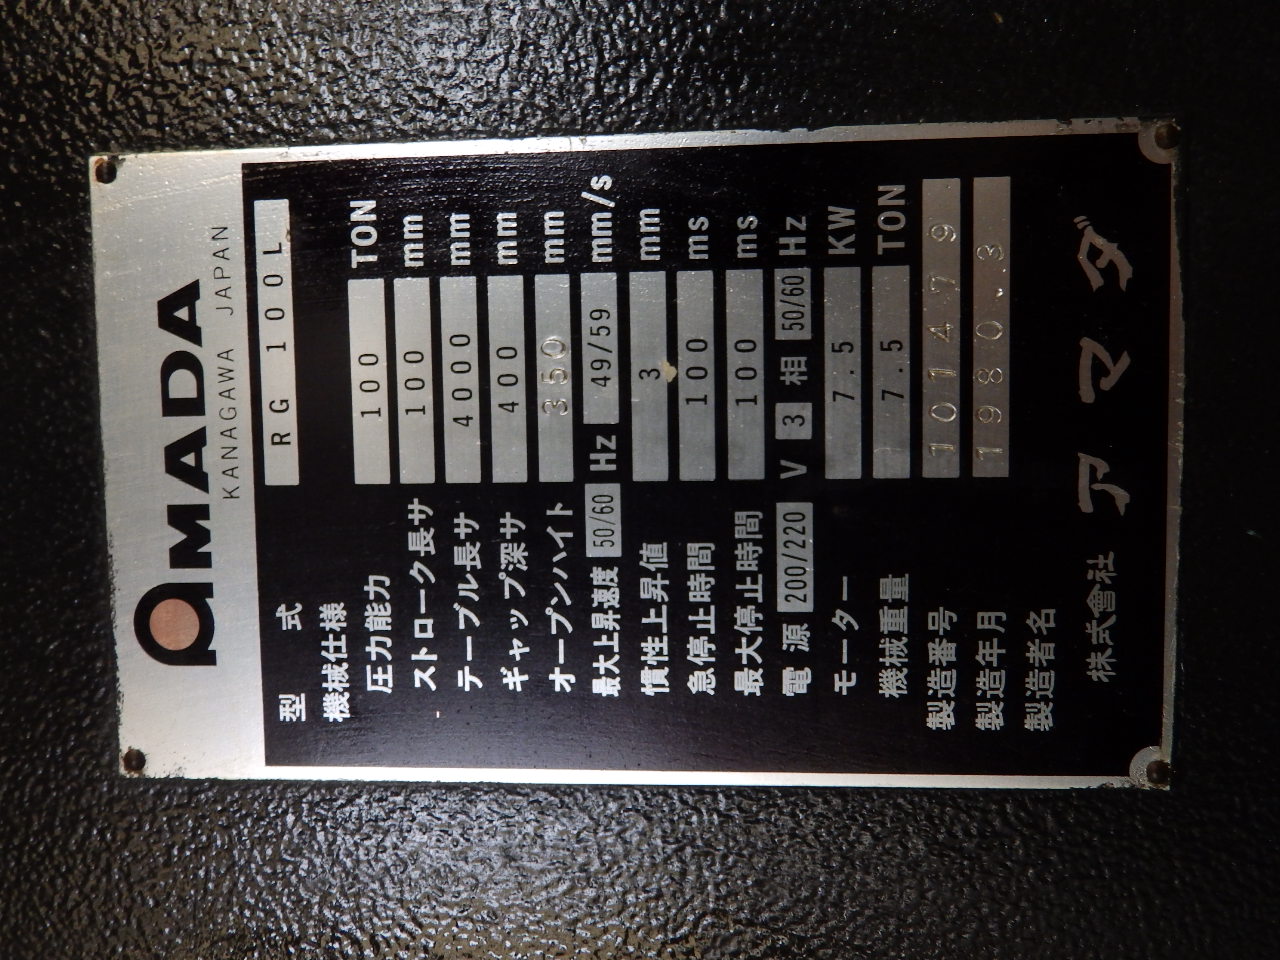 AMADA
KANAGAWA JAPAN
型 式 RG 100L
機械仕様
圧力能力 100 TON
ストローク長サ 100 mm
テーブル長サ 4000 mm
ギャップ深サ 400 mm
オープンハイト 350 mm
最大上昇速度 50/60 Hz 49/59 mm/s
慣性上昇値 3 mm
急停止時間 100 ms
最大停止時間 100 ms
電源 200/220 V 3 相 50/60 Hz
モーター 7.5 KW
機械重量 7.5 TON
製造番号 101479
製造年月 1980.3
製造者名
株式會社 アマダ